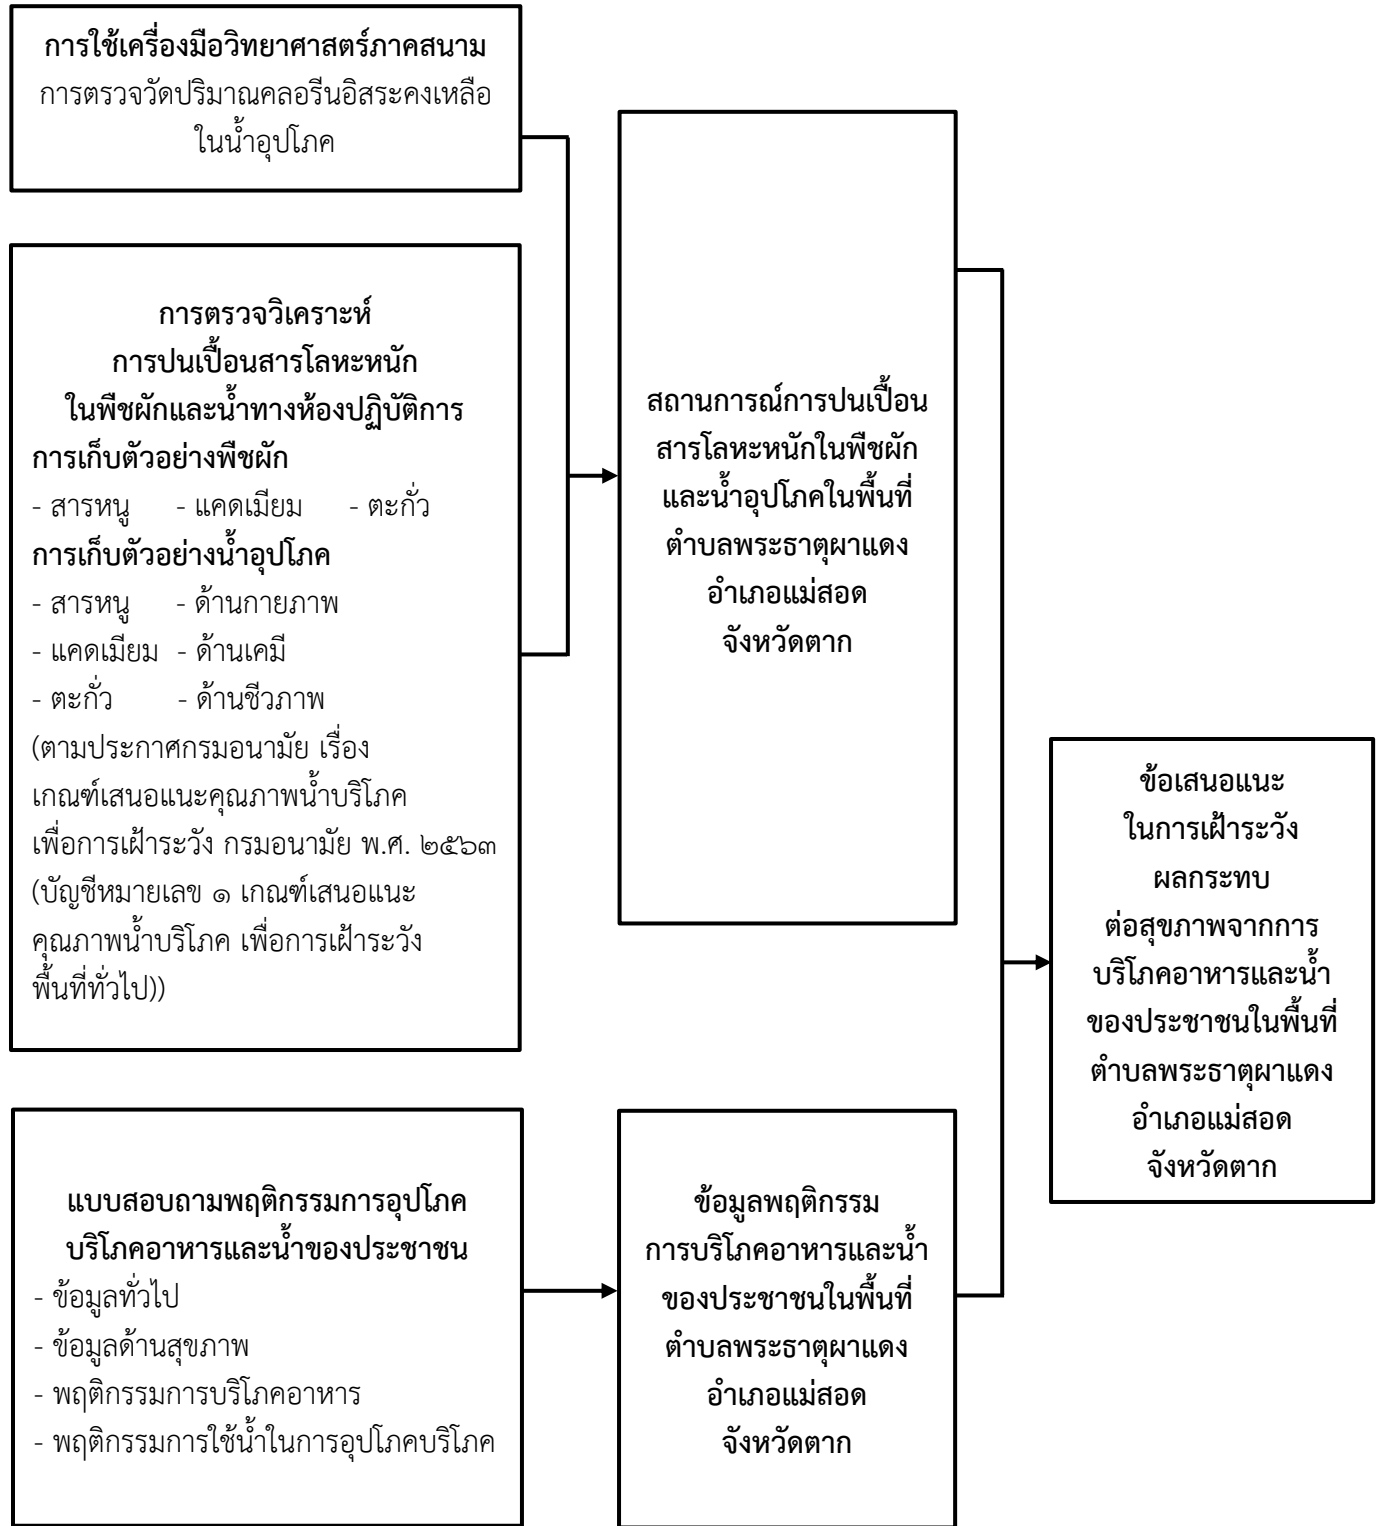 การใช้เครื่องมือวิทยาศาสตร์ภาคสนาม
การตรวจวัดปริมาณคลอรีนอิสระคงเหลือ
ในน้ำอุปโภค
การตรวจวิเคราะห์
การปนเปื้อนสารโลหะหนัก
ในพืชผักและน้ำทางห้องปฏิบัติการ
การเก็บตัวอย่างพืชผัก
- สารหนู - แคดเมียม - ตะกั่ว
การเก็บตัวอย่างน้ำอุปโภค
- สารหนู - ด้านกายภาพ
- แคดเมียม - ด้านเคมี
- ตะกั่ว - ด้านชีวภาพ
(ตามประกาศกรมอนามัย เรื่อง
เกณฑ์เสนอแนะคุณภาพน้ำบริโภค
เพื่อการเฝ้าระวัง กรมอนามัย พ.ศ. ๒๕๖๓
(บัญชีหมายเลข ๑ เกณฑ์เสนอแนะ
คุณภาพน้ำบริโภค เพื่อการเฝ้าระวัง
พื้นที่ทั่วไป))
แบบสอบถามพฤติกรรมการอุปโภค
บริโภคอาหารและน้ำของประชาชน
- ข้อมูลทั่วไป
- ข้อมูลด้านสุขภาพ
- พฤติกรรมการบริโภคอาหาร
- พฤติกรรมการใช้น้ำในการอุปโภคบริโภค
สถานการณ์การปนเปื้อน
สารโลหะหนักในพืชผัก
และน้ำอุปโภคในพื้นที่
ตำบลพระธาตุผาแดง
อำเภอแม่สอด
จังหวัดตาก
ข้อมูลพฤติกรรม
การบริโภคอาหารและน้ำ
ของประชาชนในพื้นที่
ตำบลพระธาตุผาแดง
อำเภอแม่สอด
จังหวัดตาก
ข้อเสนอแนะ
ในการเฝ้าระวัง
ผลกระทบ
ต่อสุขภาพจากการ
บริโภคอาหารและน้ำ
ของประชาชนในพื้นที่
ตำบลพระธาตุผาแดง
อำเภอแม่สอด
จังหวัดตาก